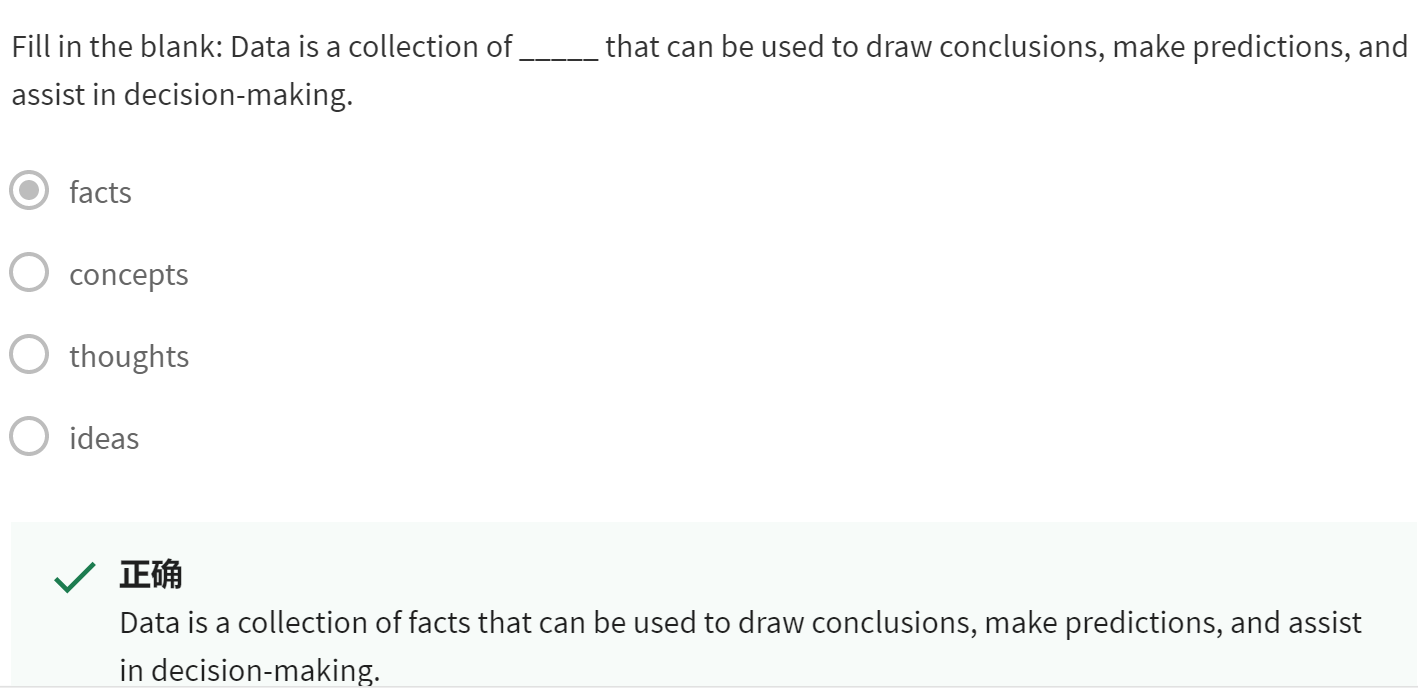 Fill in the blank: Data is a collection of _____ that can be used to draw conclusions, make predictions, and
assist in decision-making.
facts
concepts
thoughts
ideas
正确
Data is a collection of facts that can be used to draw conclusions, make predictions, and assist
in decision-making.